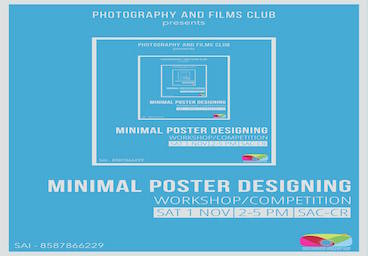 PHOTOGRAPHY AND FILMS CLUB
presents
PHOTOGRAPHY AND FILMS CLUB
presents
MINIMAL POSTER DESIGNING
MINIMAL POSTER DESIGNING
WORKSHOP/COMPETITION
SAT 1 NOV|2-5 PM|SAC-CR
SAI - 8587866229
MINIMAL POSTER DESIGNING
WORKSHOP/COMPETITION
SAT 1 NOV|2-5 PM|SAC-CR
SAI - 8587866229